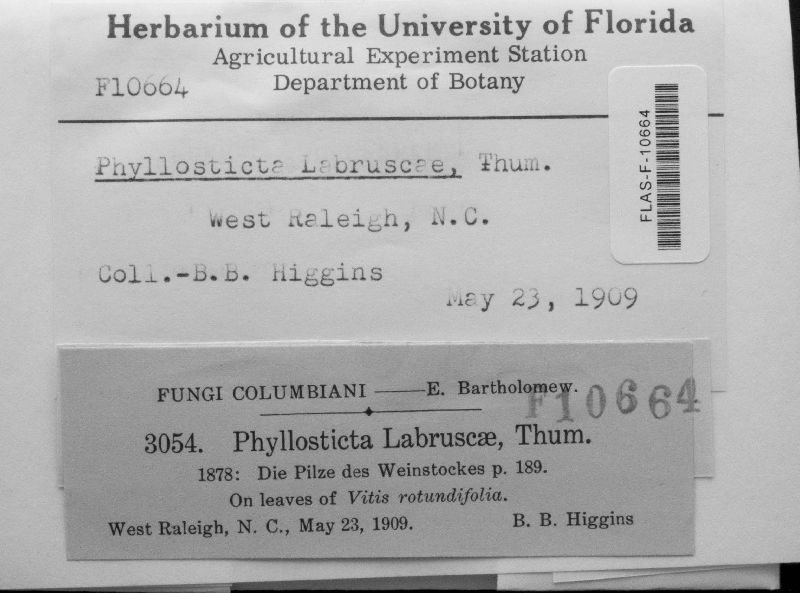 Herbarium of the University of Florida
Agricultural Experiment Station
F10664 Department of Botany
FLAS-F-10664
Phyllosticta Labruscae, Thum.
West Raleigh, N.C.
Coll.-B.B. Higgins
May 23, 1909
FUNGI COLUMBIANI —— E. Bartholomew.
F10664
3054. Phyllosticta Labruscæ, Thum.
1878: Die Pilze des Weinstockes p. 189.
On leaves of Vitis rotundifolia.
West Raleigh, N. C., May 23, 1909. B. B. Higgins